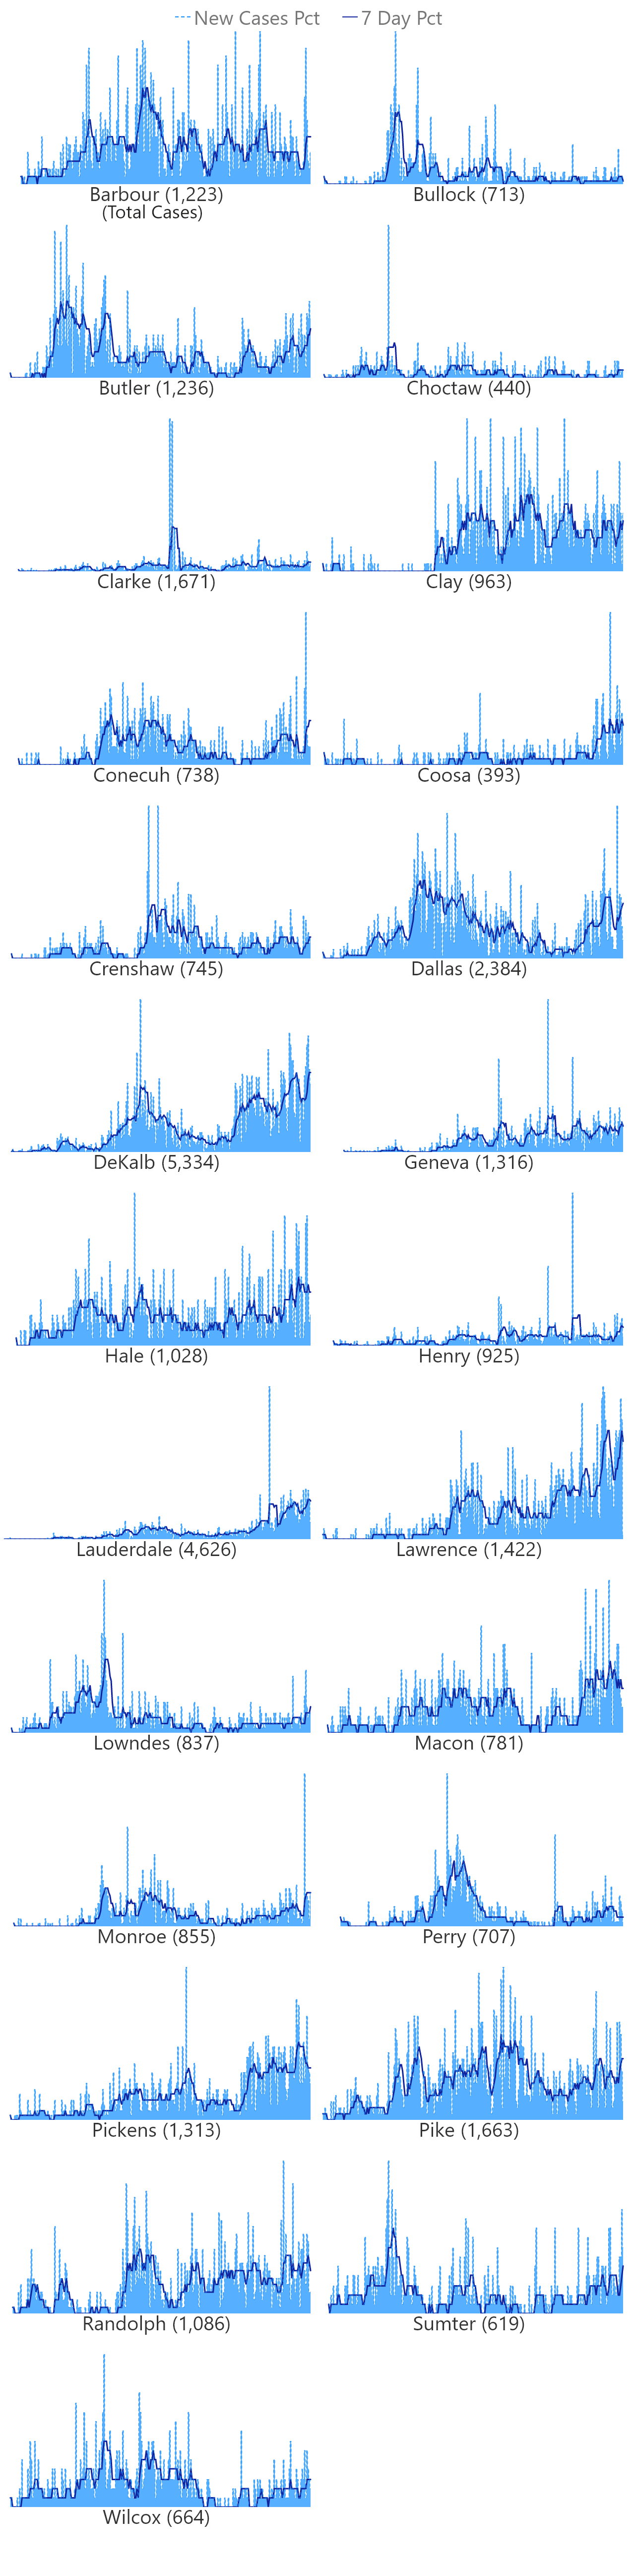 New Cases Pct 7 Day Pct
Barbour (1,223) Bullock (713)
(Total Cases)
Butler (1,236) Choctaw (440)
Clarke (1,671) Clay (963)
Conecuh (738) Coosa (393)
Crenshaw (745) Dallas (2,384)
DeKalb (5,334) Geneva (1,316)
Hale (1,028) Henry (925)
Lauderdale (4,626) Lawrence (1,422)
Lowndes (837) Macon (781)
Monroe (855) Perry (707)
Pickens (1,313) Pike (1,663)
Randolph (1,086) Sumter (619)
Wilcox (664)